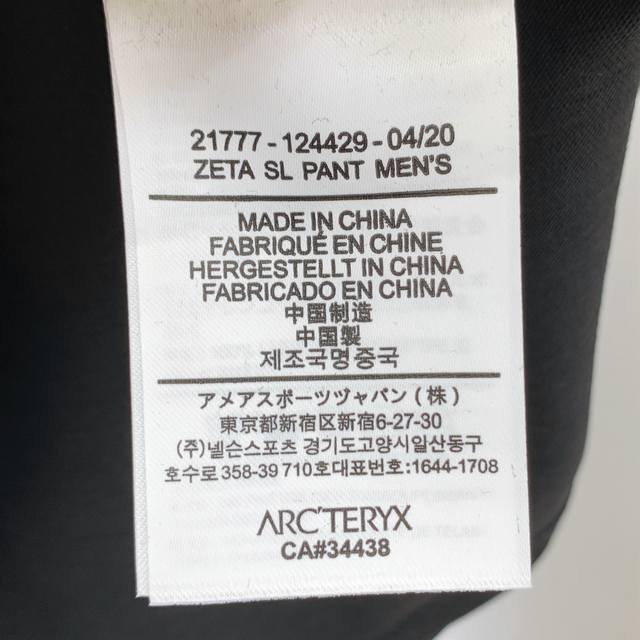 21777-124429-04/20
ZETA SL PANT MEN'S
MADE IN CHINA
FABRIQUÉ EN CHINE
HERGESTELLT IN CHINA
FABRICADO EN CHINA
中国制造
中国製
제조국명중국
アメアスポーツヂャバン(株)
東京都新宿区新宿6-27-30
(주)넬슨스포츠 경기도고양시일산동구
호수로 358-39 710호대표번호:1644-1708
ARC'TERYX
CA#34438